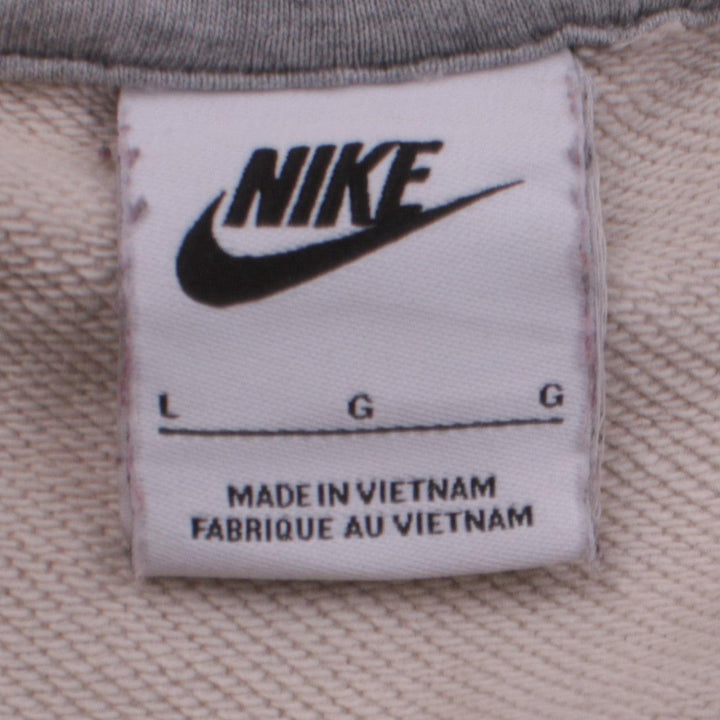 NIKE
L G G
MADE IN VIETNAM
FABRIQUE AU VIETNAM